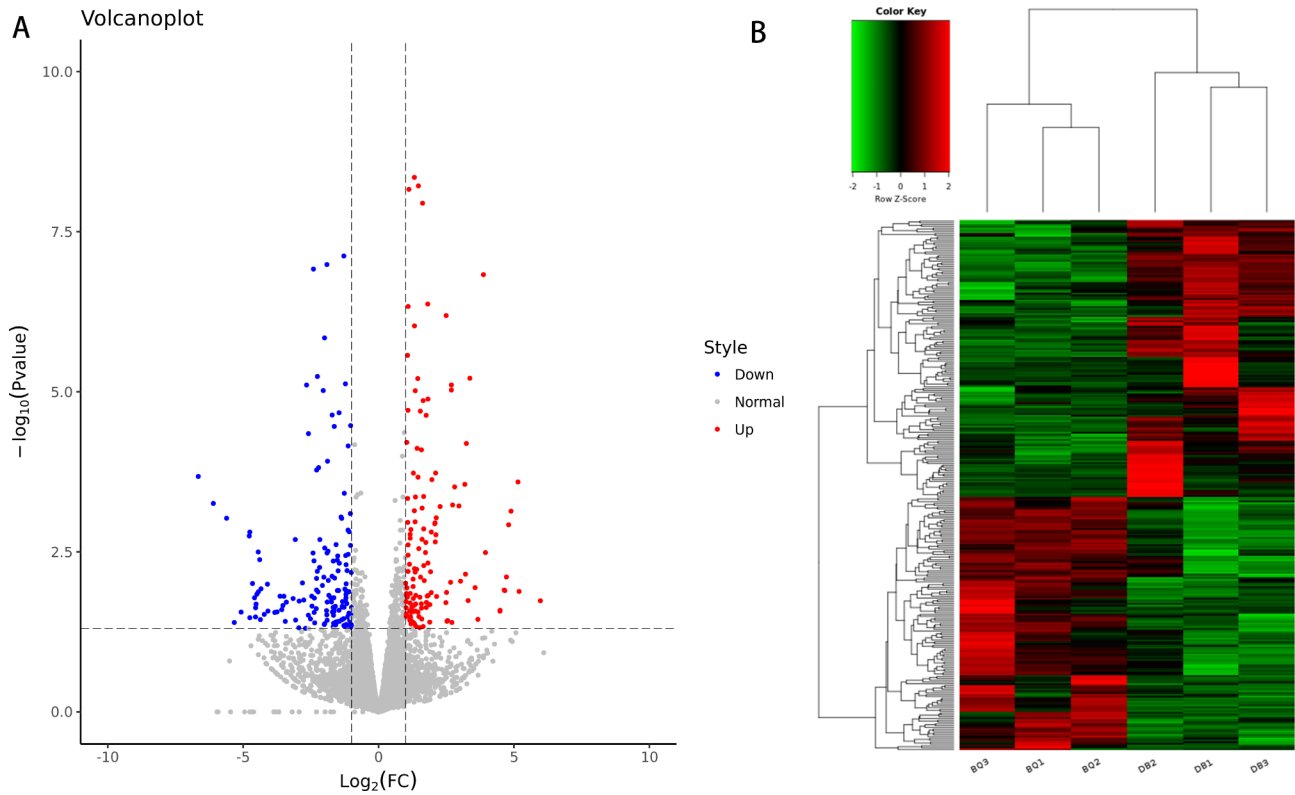 A
Volcanoplot
10.0
7.5
5.0
2.5
0.0
−log10(Pvalue)
-10
-5
0
5
10
Log2(FC)
Style
Down
Normal
Up
B
Color Key
-2
-1
0
1
2
Row Z-Score
BQ3
BQ1
BQ2
DB2
DB1
DB3